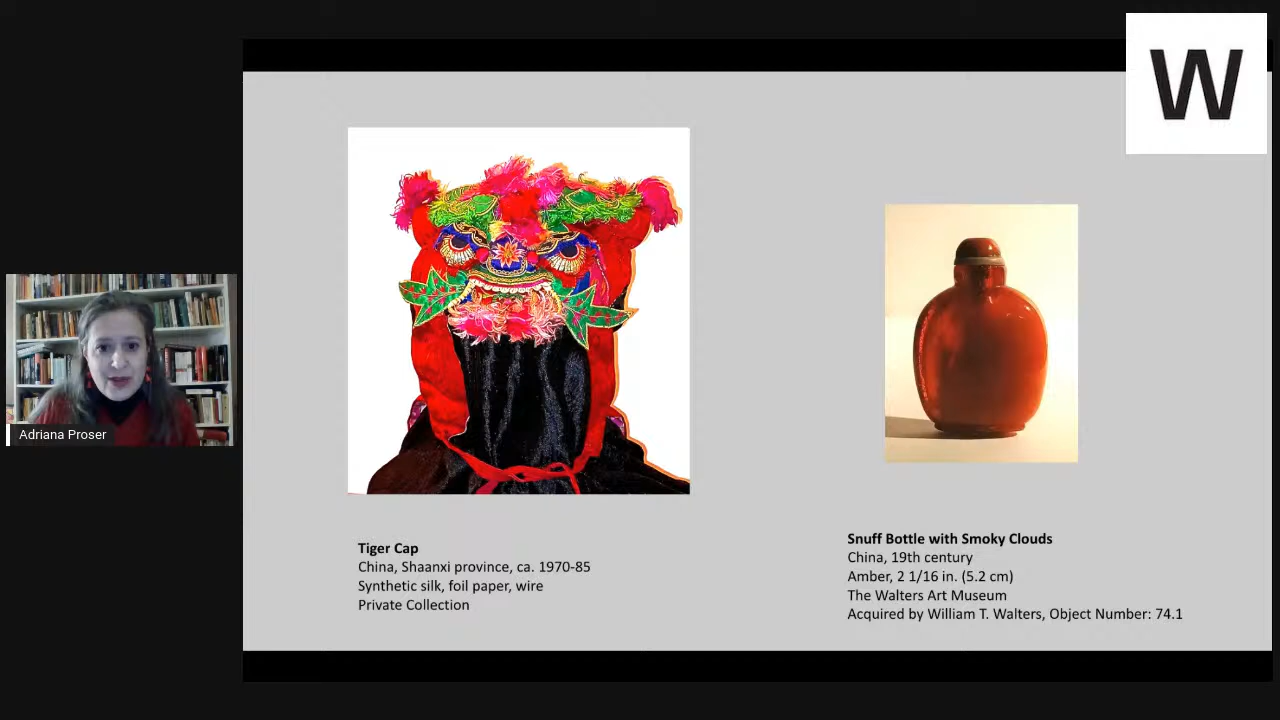 W
Adriana Proser
Tiger Cap
China, Shaanxi province, ca. 1970-85
Synthetic silk, foil paper, wire
Private Collection
Snuff Bottle with Smoky Clouds
China, 19th century
Amber, 2 1/16 in. (5.2 cm)
The Walters Art Museum
Acquired by William T. Walters, Object Number: 74.1